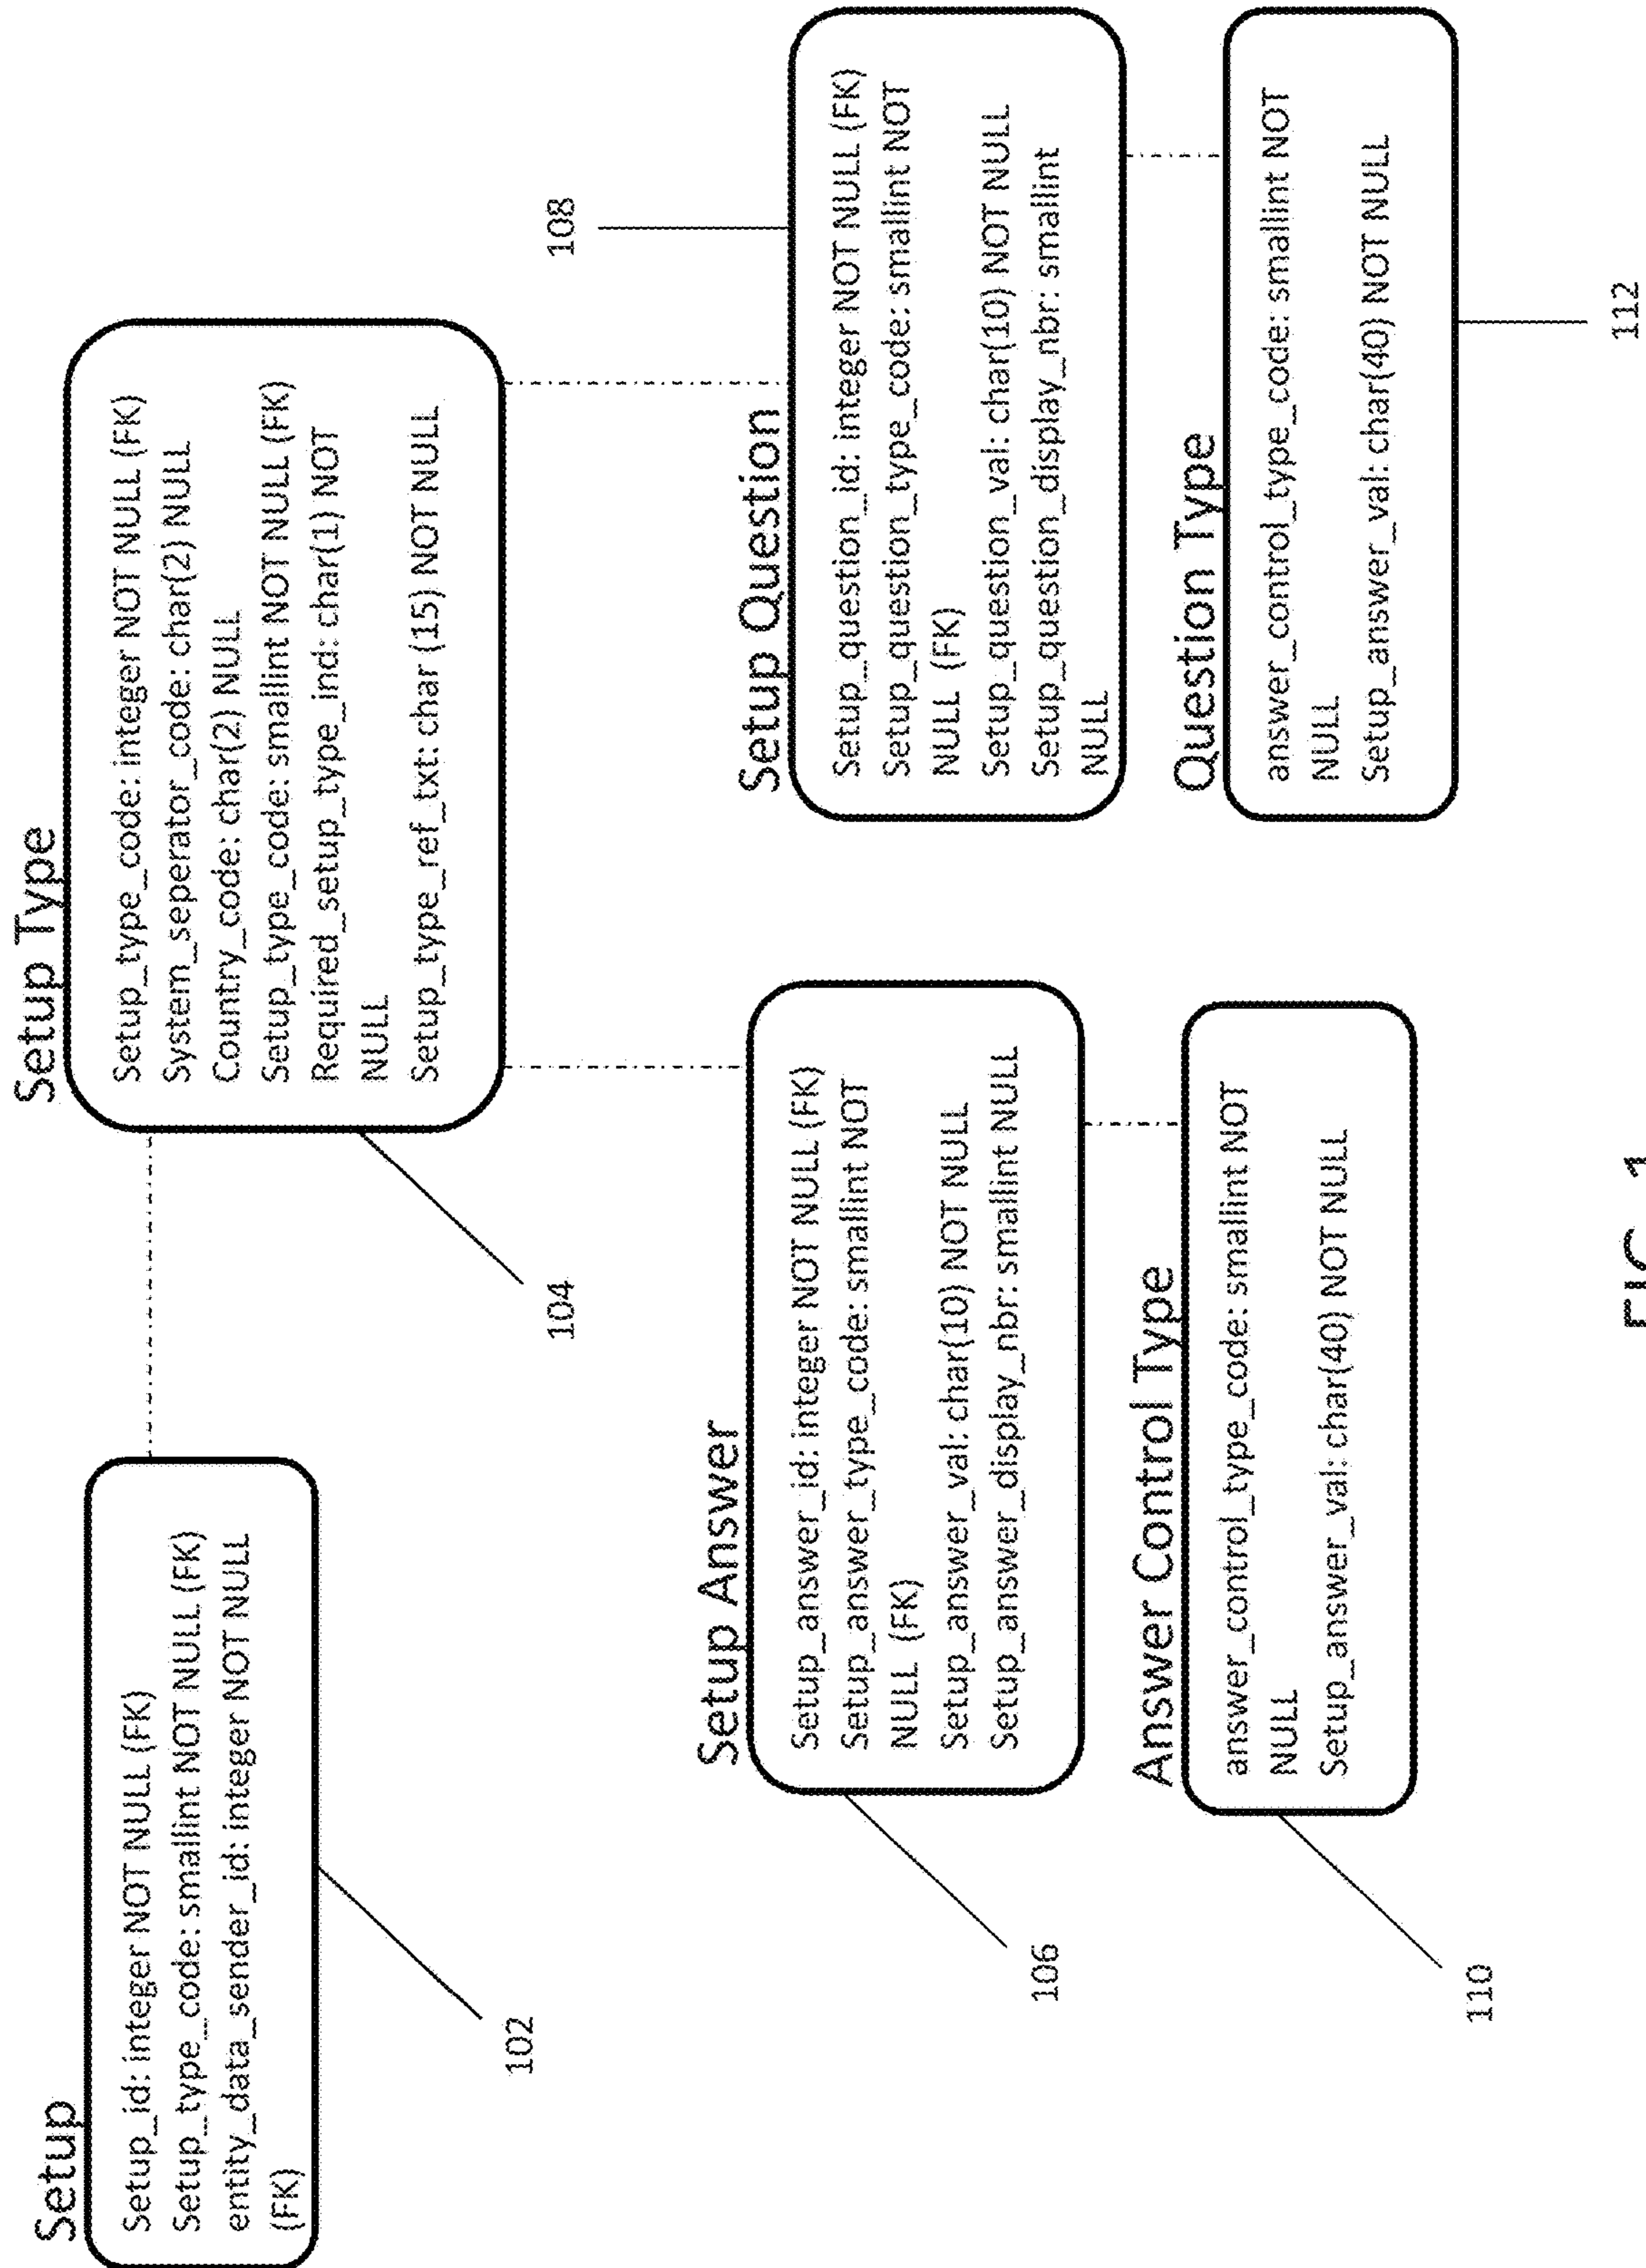 Setup
Setup_id: integer NOT NULL (FK)
Setup_type_code: smallint NOT NULL (FK)
entity_data_sender_id: integer NOT NULL
(FK)
102
Setup Type
Setup_type_code: integer NOT NULL (FK)
System_seperator_code: char(2) NULL
Country_code: char(2) NULL
Setup_type_code: smallint NOT NULL (FK)
Required_setup_type_ind: char(1) NOT
NULL
Setup_type_ref_txt: char (15) NOT NULL
104
Setup Answer
Setup_answer_id: integer NOT NULL (FK)
Setup_answer_type_code: smallint NOT
NULL (FK)
Setup_answer_val: char(10) NOT NULL
Setup_answer_display_nbr: smallint NULL
106
Setup Question
Setup_question_id: integer NOT NULL (FK)
Setup_question_type_code: smallint NOT
NULL (FK)
Setup_question_val: char(10) NOT NULL
Setup_question_display_nbr: smallint
NULL
108
Answer Control Type
answer_control_type_code: smallint NOT
NULL
Setup_answer_val: char(40) NOT NULL
110
Question Type
answer_control_type_code: smallint NOT
NULL
Setup_answer_val: char(40) NOT NULL
112
FIG. 1